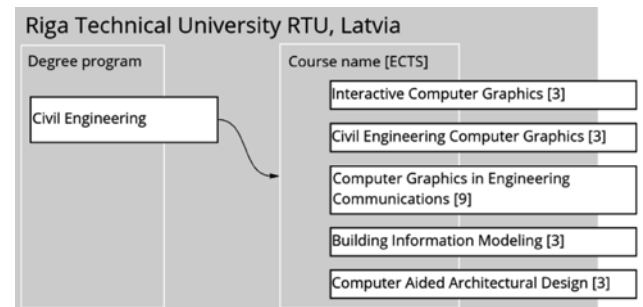 Riga Technical University RTU, Latvia
Degree program
Course name [ECTS]
Civil Engineering
Interactive Computer Graphics [3]
Civil Engineering Computer Graphics [3]
Computer Graphics in Engineering
Communications [9]
Building Information Modeling [3]
Computer Aided Architectural Design [3]